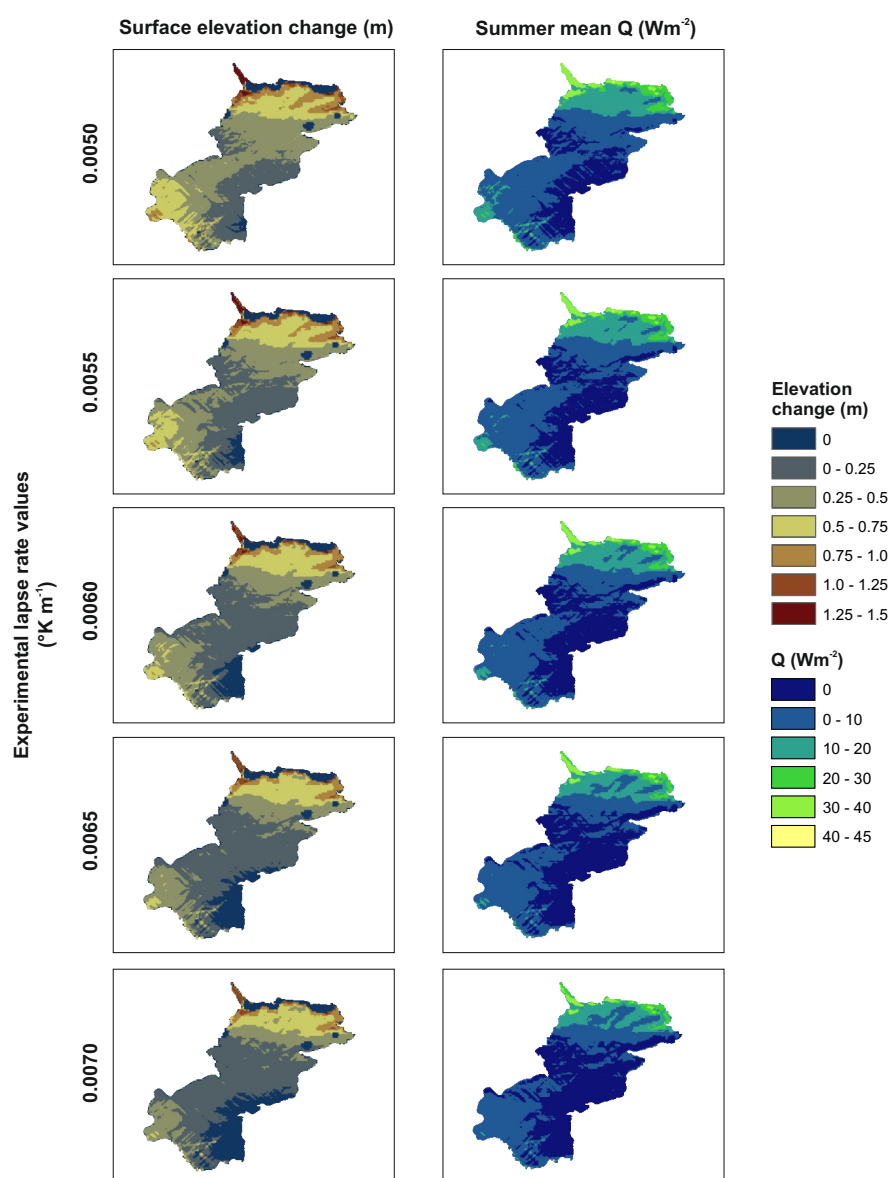 Surface elevation change (m)
Summer mean Q (Wm⁻²)
Experimental lapse rate values
(°K m⁻¹)
0.0050
0.0055
0.0060
0.0065
0.0070
Elevation
change (m)
0
0 - 0.25
0.25 - 0.5
0.5 - 0.75
0.75 - 1.0
1.0 - 1.25
1.25 - 1.5
Q (Wm⁻²)
0
0 - 10
10 - 20
20 - 30
30 - 40
40 - 45